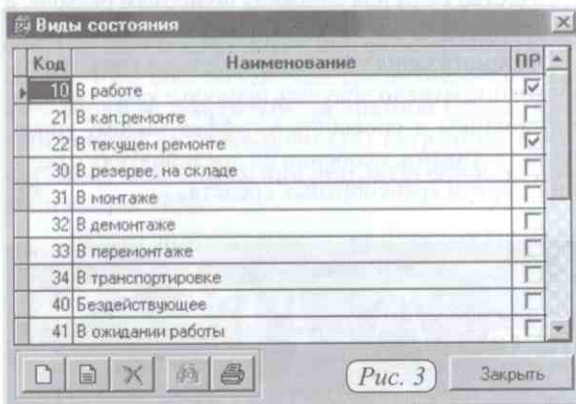 Виды состояния
Код Наименование ПР
10 В работе
21 В кап.ремонте
22 В текущем ремонте
30 В резерве, на складе
31 В монтаже
32 В демонтаже
33 В перемонтаже
34 В транспортировке
40 Бездействующее
41 В ожидании работы
Рис. 3 Закрыть